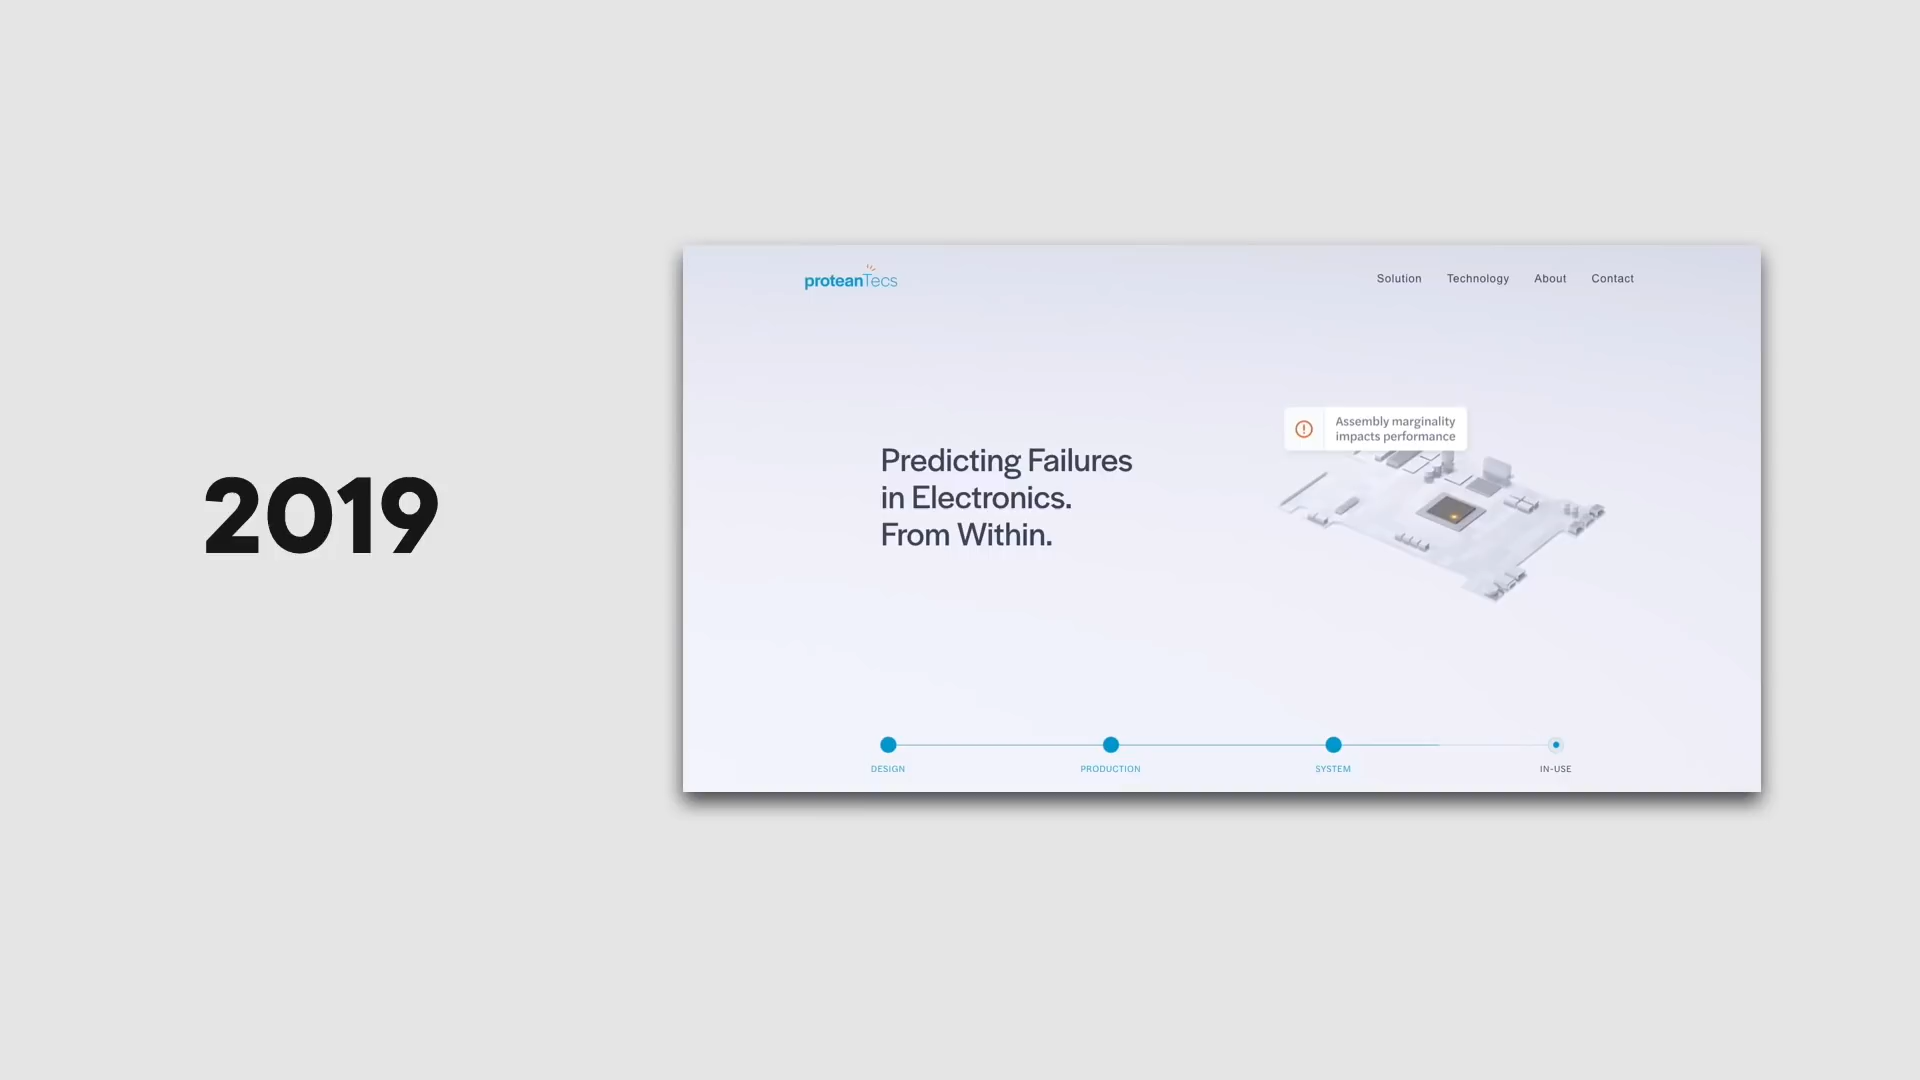 2019
proteanTecs
Solution
Technology
About
Contact
Assembly marginality
impacts performance
Predicting Failures
in Electronics.
From Within.
DESIGN
PRODUCTION
SYSTEM
IN-USE